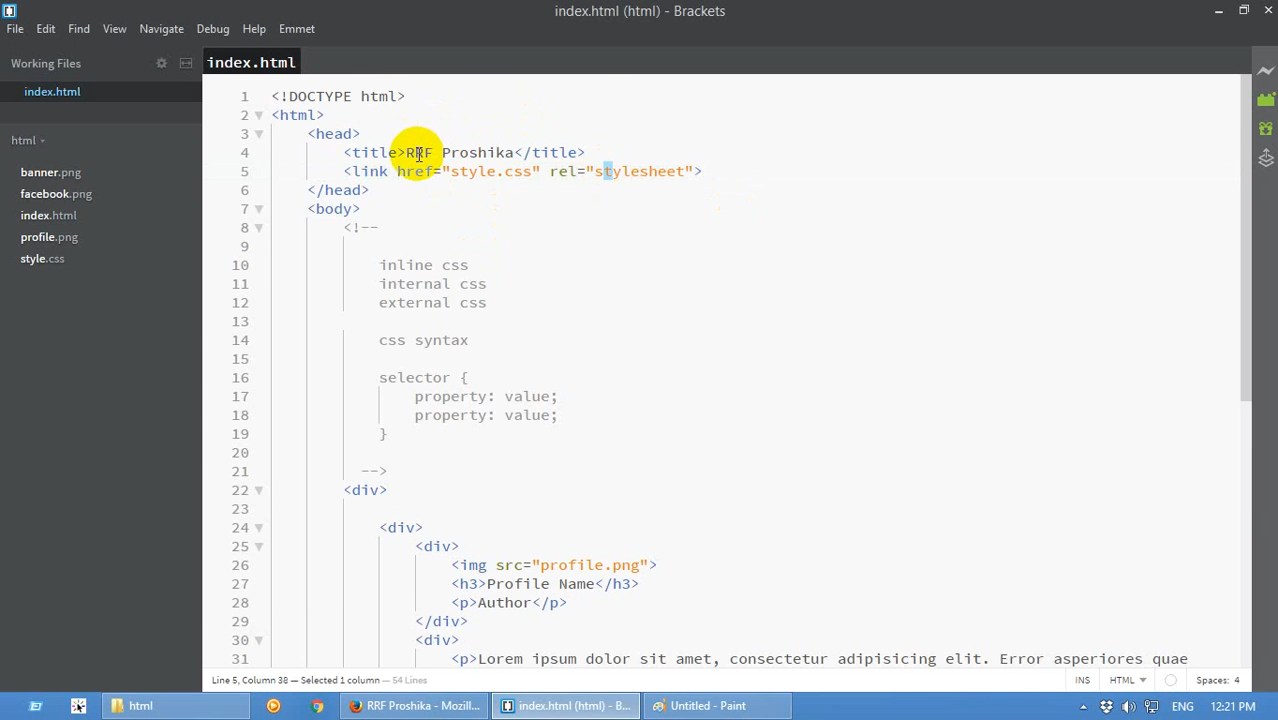 index.html (html) - Brackets
File Edit Find View Navigate Debug Help Emmet
Working Files
index.html
html
banner.png
facebook.png
index.html
profile.png
style.css
index.html
1 <!DOCTYPE html>
2 <html>
3 <head>
4 <title>RRF Proshika</title>
5 <link href="style.css" rel="stylesheet">
6 </head>
7 <body>
8 <!--
9
10 inline css
11 internal css
12 external css
13
14 css syntax
15
16 selector {
17 property: value;
18 property: value;
19 }
20
21 -->
22 <div>
23
24 <div>
25 <div>
26 <img src="profile.png">
27 <h3>Profile Name</h3>
28 <p>Author</p>
29 </div>
30 <div>
31 <p>Lorem ipsum dolor sit amet, consectetur adipisicing elit. Error asperiores quae
Line 5, Column 38 — Selected 1 column — 54 Lines
INS HTML Spaces: 4
html RRF Proshika - Mozill... index.html (html) - B... Untitled - Paint ENG 12:21 PM